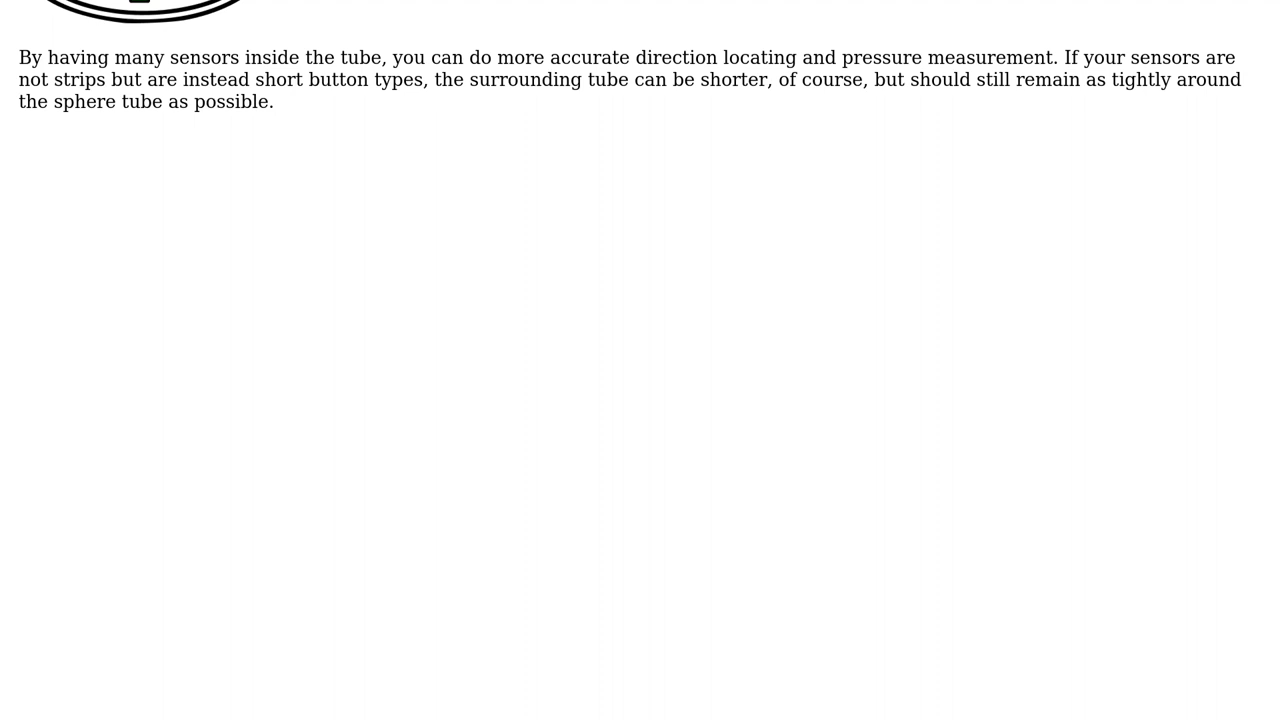 By having many sensors inside the tube, you can do more accurate direction locating and pressure measurement. If your sensors are
not strips but are instead short button types, the surrounding tube can be shorter, of course, but should still remain as tightly around
the sphere tube as possible.